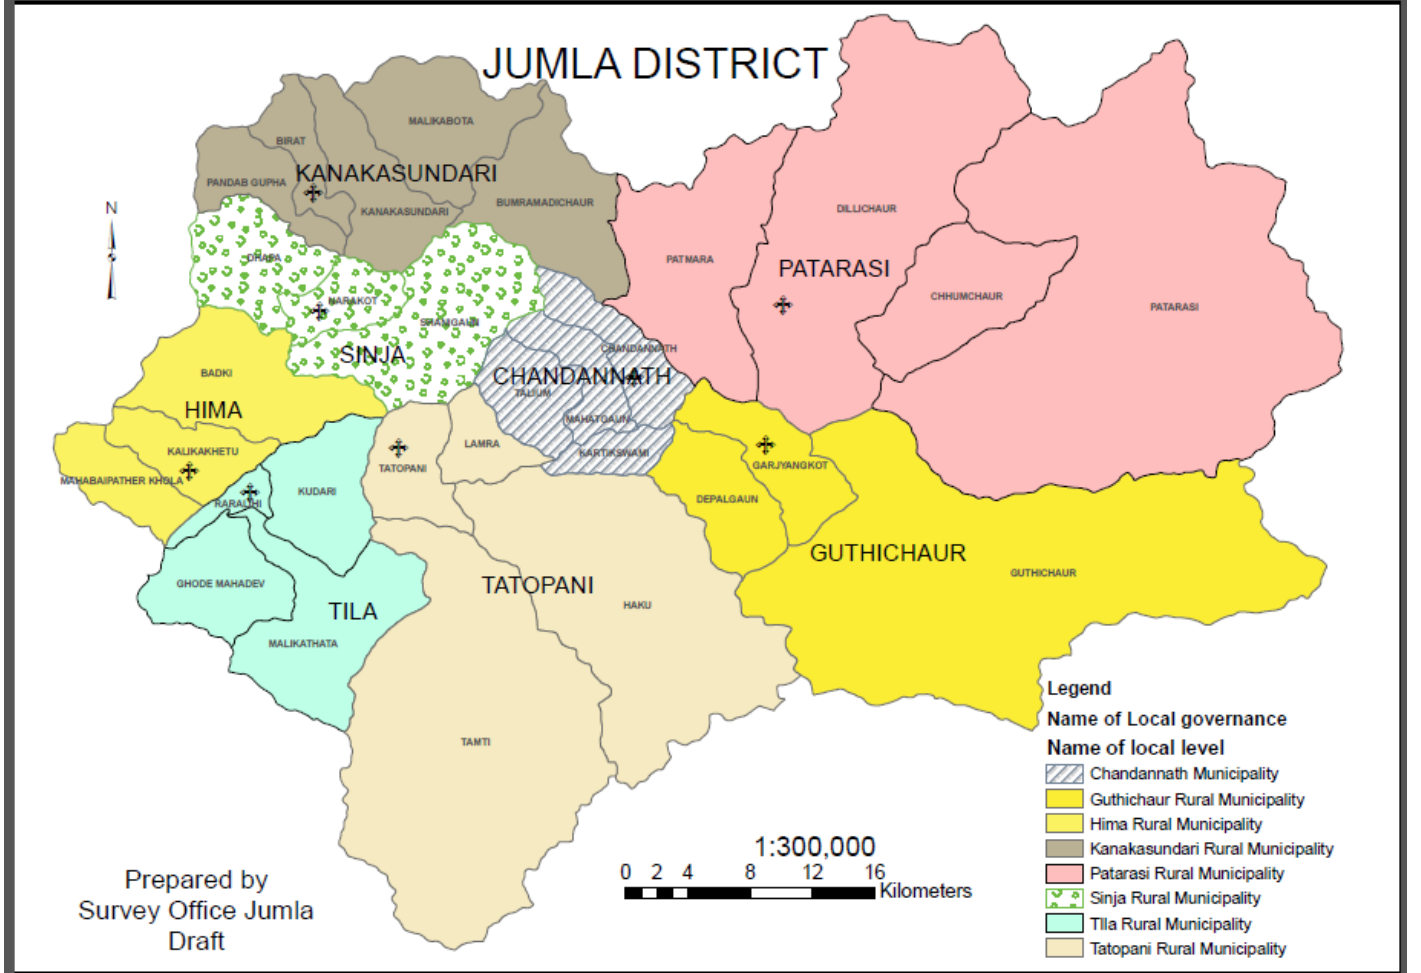 JUMLA DISTRICT
MALIKABOTA
BIRAT
KANAKASUNDARI
PANDAB GUPHA
KANAKASUNDARI
BUMRAMADICHAUR
N
DILLICHAUR
DHAPA
PATMARA
PATARASI
NARAKOT
CHHUMCHAUR
PATARASI
SHANIGAUN
SINJA
CHANDANNATH
BADKI
CHANDANNATH
TALIUM
HIMA
MAHATGAUN
LAMRA
KALIKAKHETU
KARTIKSWAMI
TATOPANI
GARJYANGKOT
MAHABAIPATHER KHOLA
KUDARI
DEPALGAUN
RARALIHI
GUTHICHAUR
GUTHICHAUR
GHODE MAHADEV
TATOPANI
TILA
HAKU
MALIKATHATA
TAMTI
Legend
Name of Local governance
Name of local level
Chandannath Municipality
Guthichaur Rural Municipality
Hima Rural Municipality
Kanakasundari Rural Municipality
Patarasi Rural Municipality
Sinja Rural Municipality
TIla Rural Municipality
Tatopani Rural Municipality
1:300,000
0 2 4 8 12 16
Kilometers
Prepared by
Survey Office Jumla
Draft